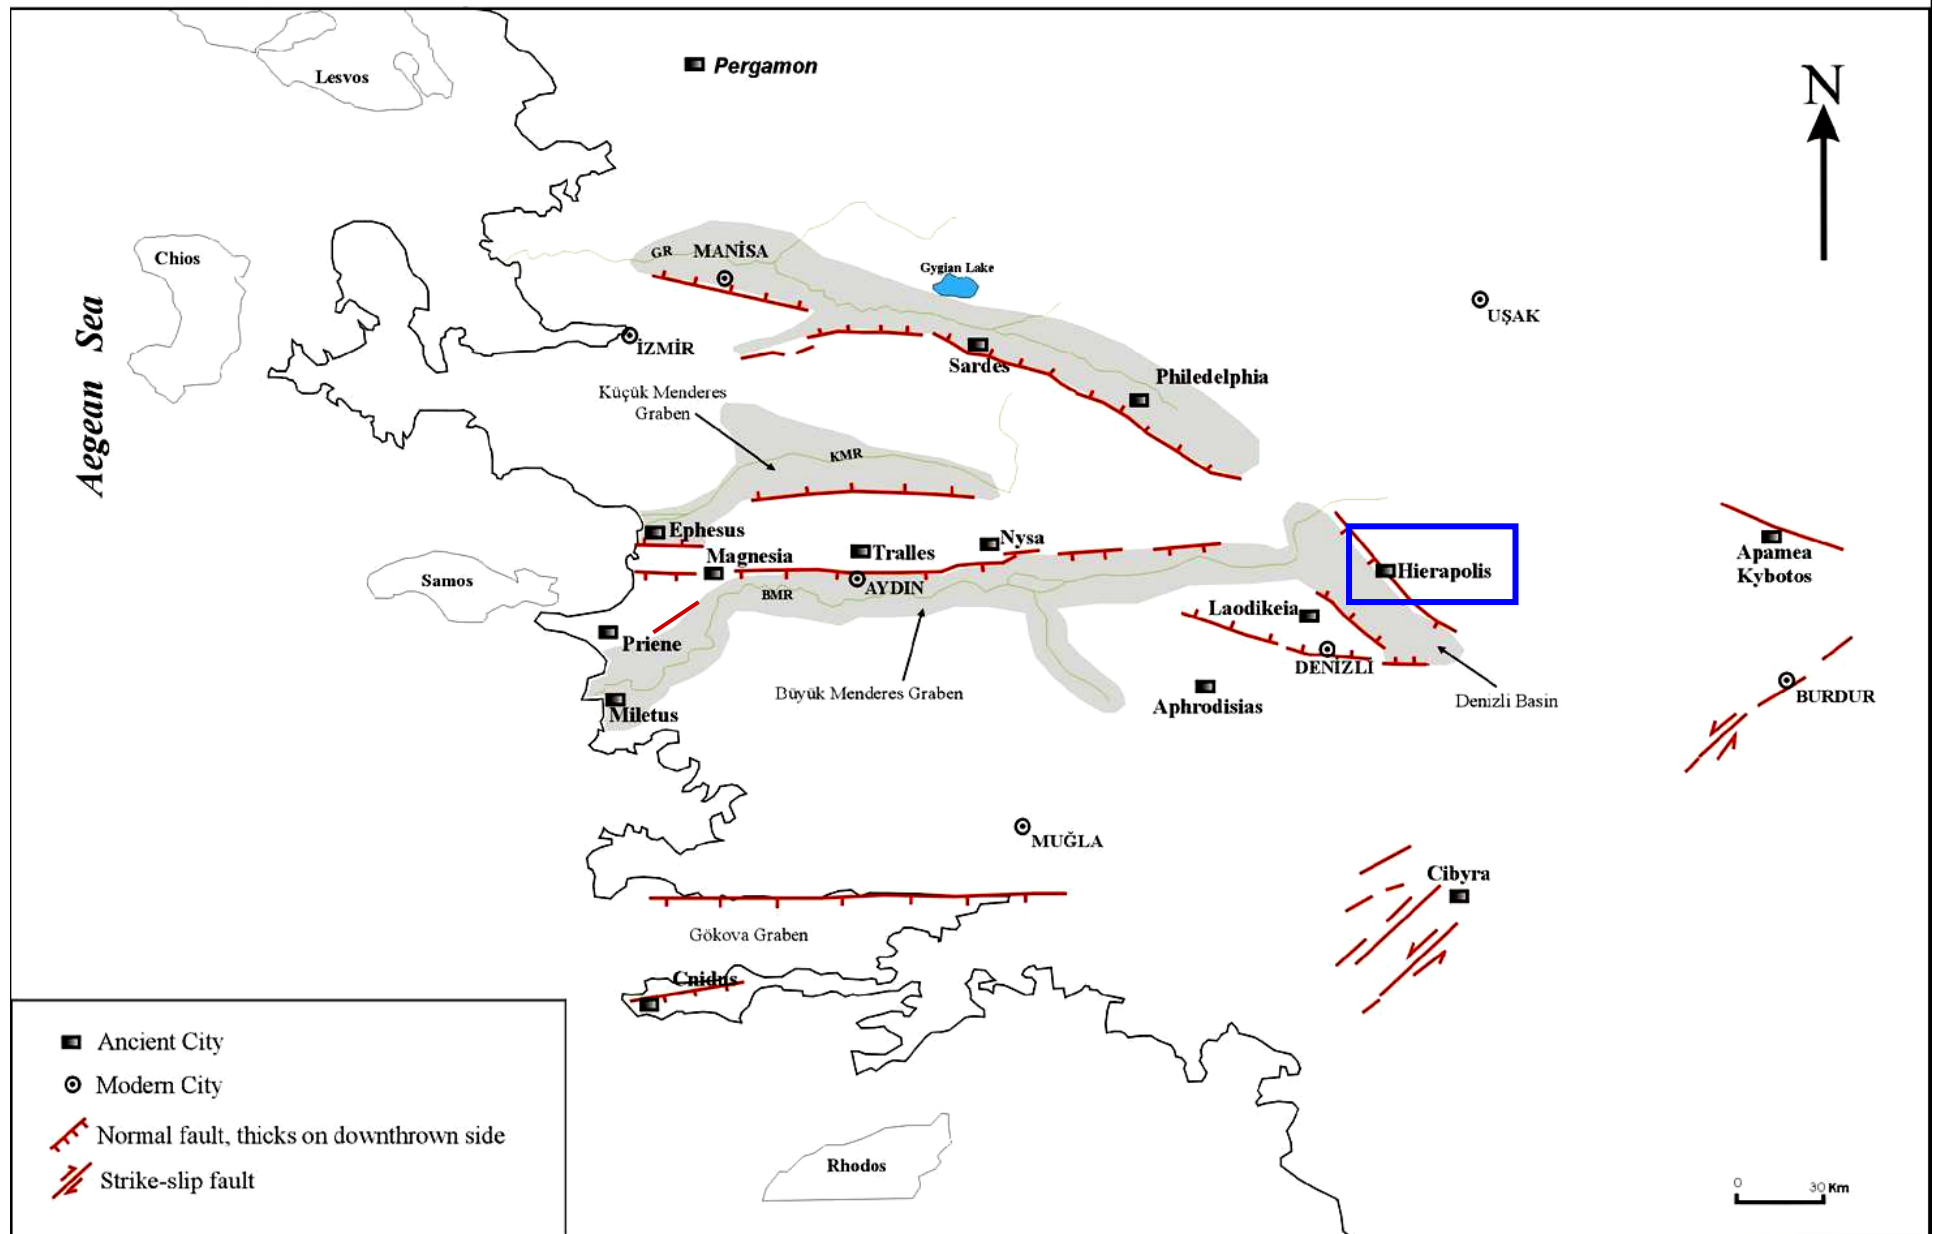 Lesvos
Pergamon
N
GR
MANİSA
Chios
Gygian Lake
Aegean Sea
UŞAK
İZMİR
Sardes
Philedelphia
Küçük Menderes
Graben
KMR
Ephesus
Magnesia
Tralles
Nysa
Apamea
Kybotos
Hierapolis
Samos
BMR
AYDIN
Laodikeia
Priene
DENİZLİ
Büyük Menderes Graben
Aphrodisias
Denizli Basin
BURDUR
Miletus
MUĞLA
Cibyra
Gökova Graben
Cnidus
Ancient City
Modern City
Normal fault, thicks on downthrown side
Strike-slip fault
Rhodos
0 30 Km